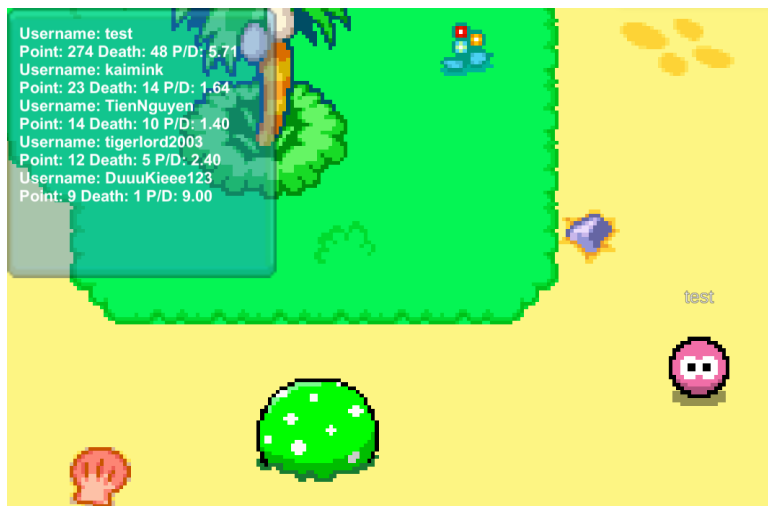 Username: test
Point: 274 Death: 48 P/D: 5.71
Username: kaimink
Point: 23 Death: 14 P/D: 1.64
Username: TienNguyen
Point: 14 Death: 10 P/D: 1.40
Username: tigerlord2003
Point: 12 Death: 5 P/D: 2.40
Username: DuuuKieee123
Point: 9 Death: 1 P/D: 9.00
test